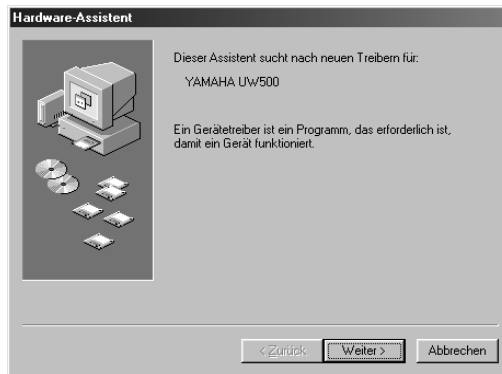 Hardware-Assistent
Dieser Assistent sucht nach neuen Treibern für:
YAMAHA UW500
Ein Gerätetreiber ist ein Programm, das erforderlich ist,
damit ein Gerät funktioniert.
< Zurück
Weiter >
Abbrechen